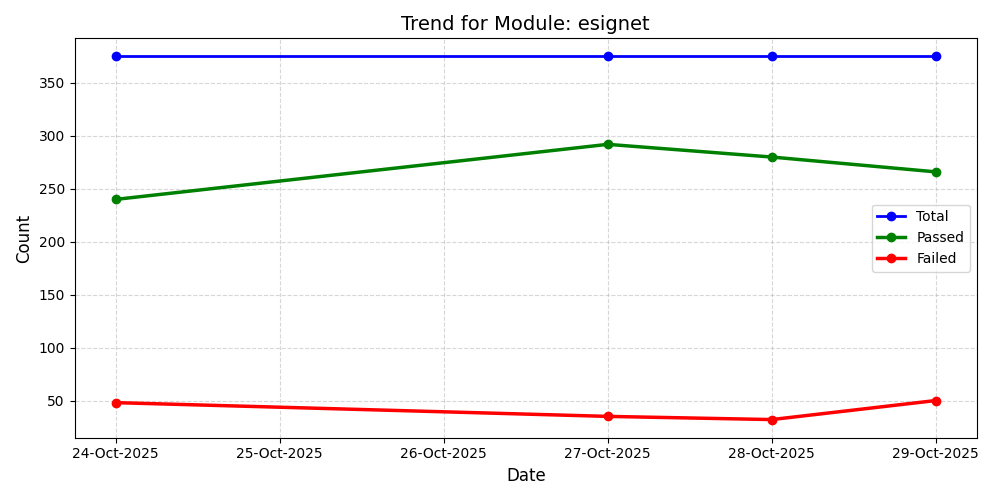 Trend for Module: esignet
Count
350
300
250
200
150
100
50
Total
Passed
Failed
24-Oct-2025 25-Oct-2025 26-Oct-2025 27-Oct-2025 28-Oct-2025 29-Oct-2025
Date